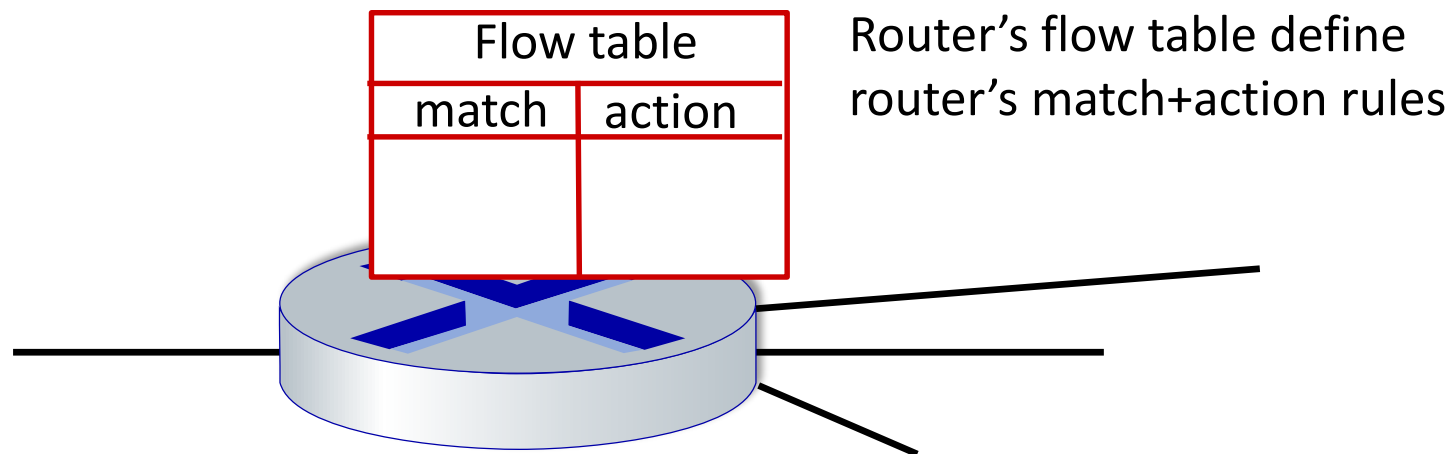 Flow table
match action
Router’s flow table define
router’s match+action rules